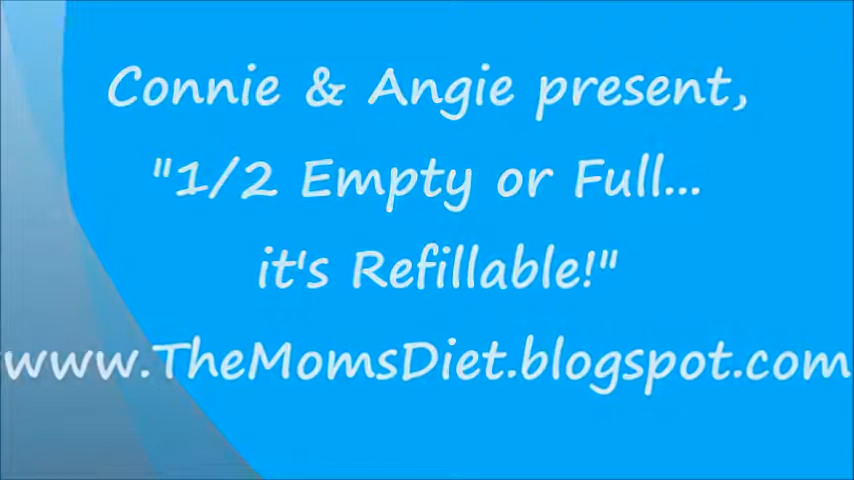 Connie & Angie present,
"1/2 Empty or Full...
it's Refillable!"
www.TheMomsDiet.blogspot.com